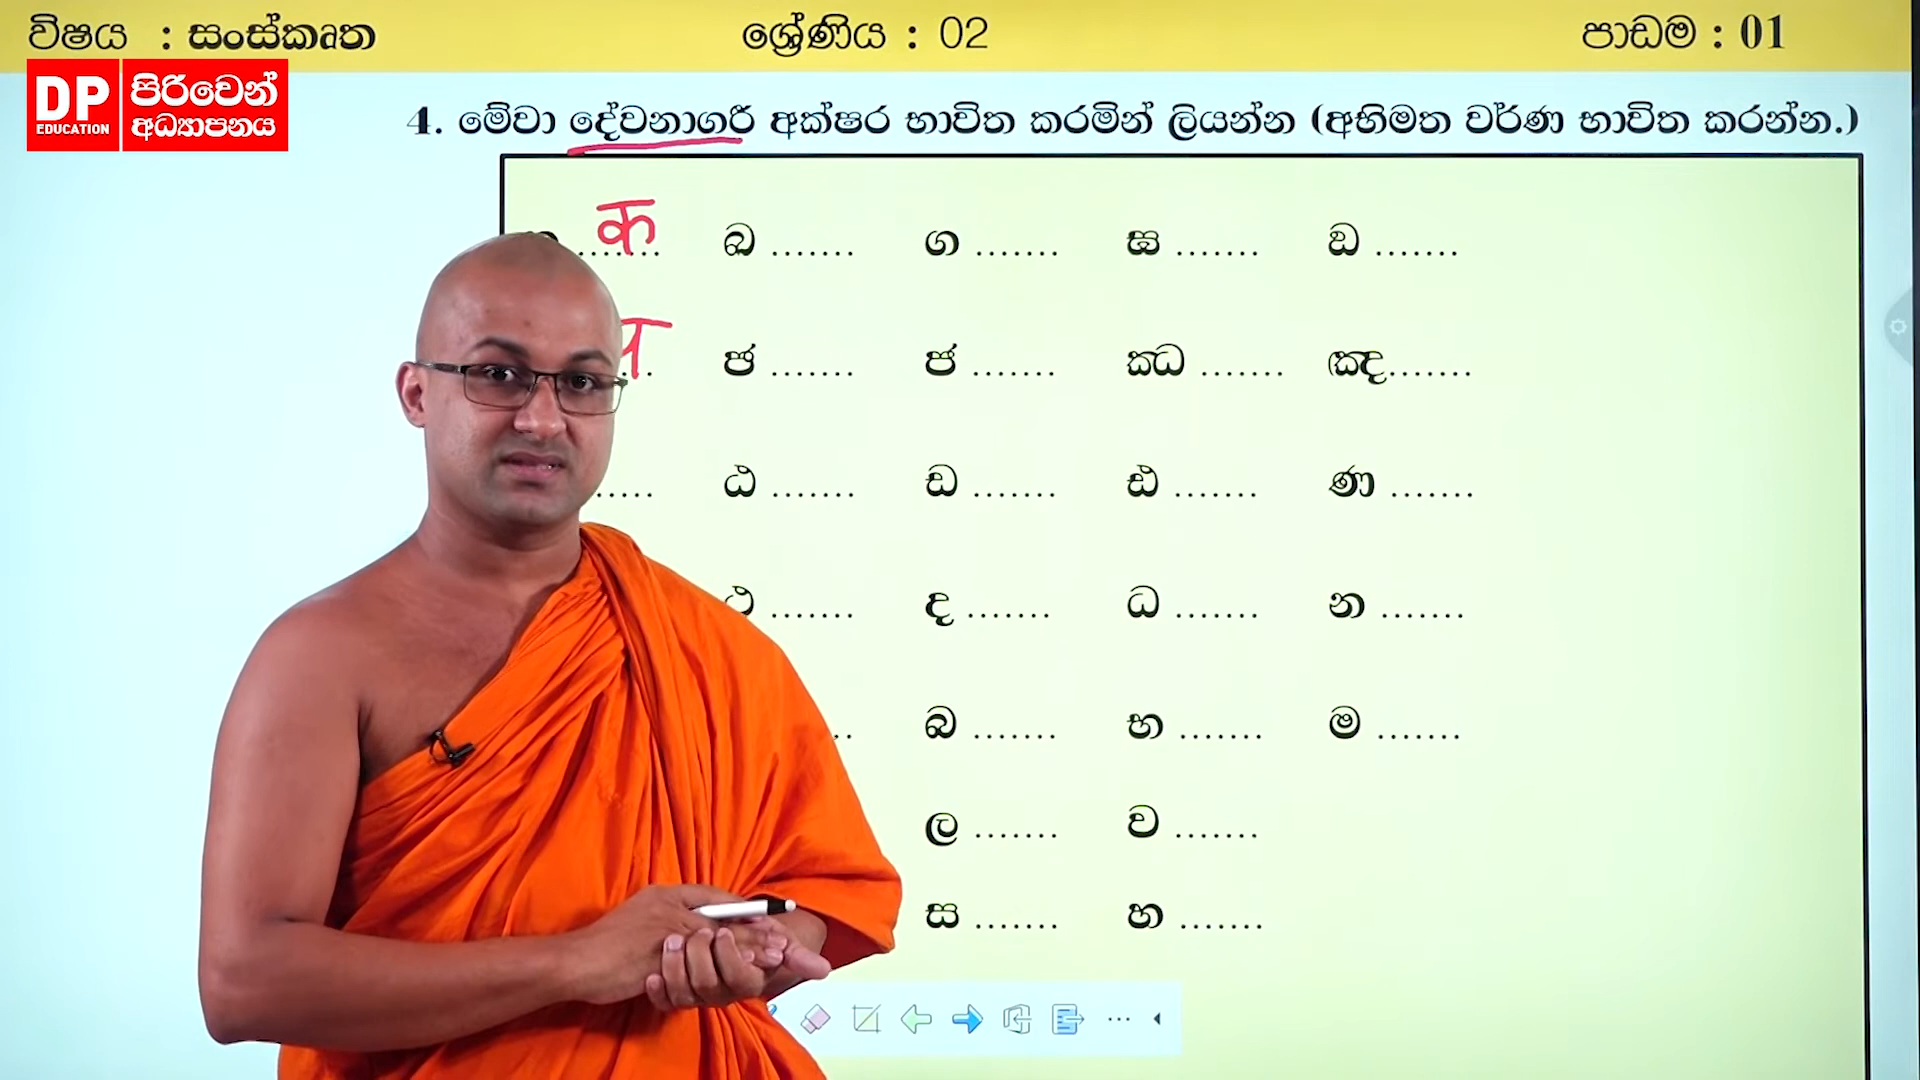 විෂය : සංස්කෘත ශ්‍රේණිය : 02 පාඩම : 01
DP EDUCATION පිරිවෙන් අධ්‍යාපනය
4. මේවා දේවනාගරී අක්ෂර භාවිත කරමින් ලියන්න (අභිමත වර්ණ භාවිත කරන්න.)
....... क ඛ ....... ග ....... ඝ ....... ඞ .......
ඡ ....... ජ ....... ඣ ....... ඤ.......
..... ඨ ....... ඩ ....... ඪ ....... ණ .......
ථ ....... ද ....... ධ ....... න .......
.. බ ....... භ ....... ම .......
ල ....... ව .......
ස ....... හ .......